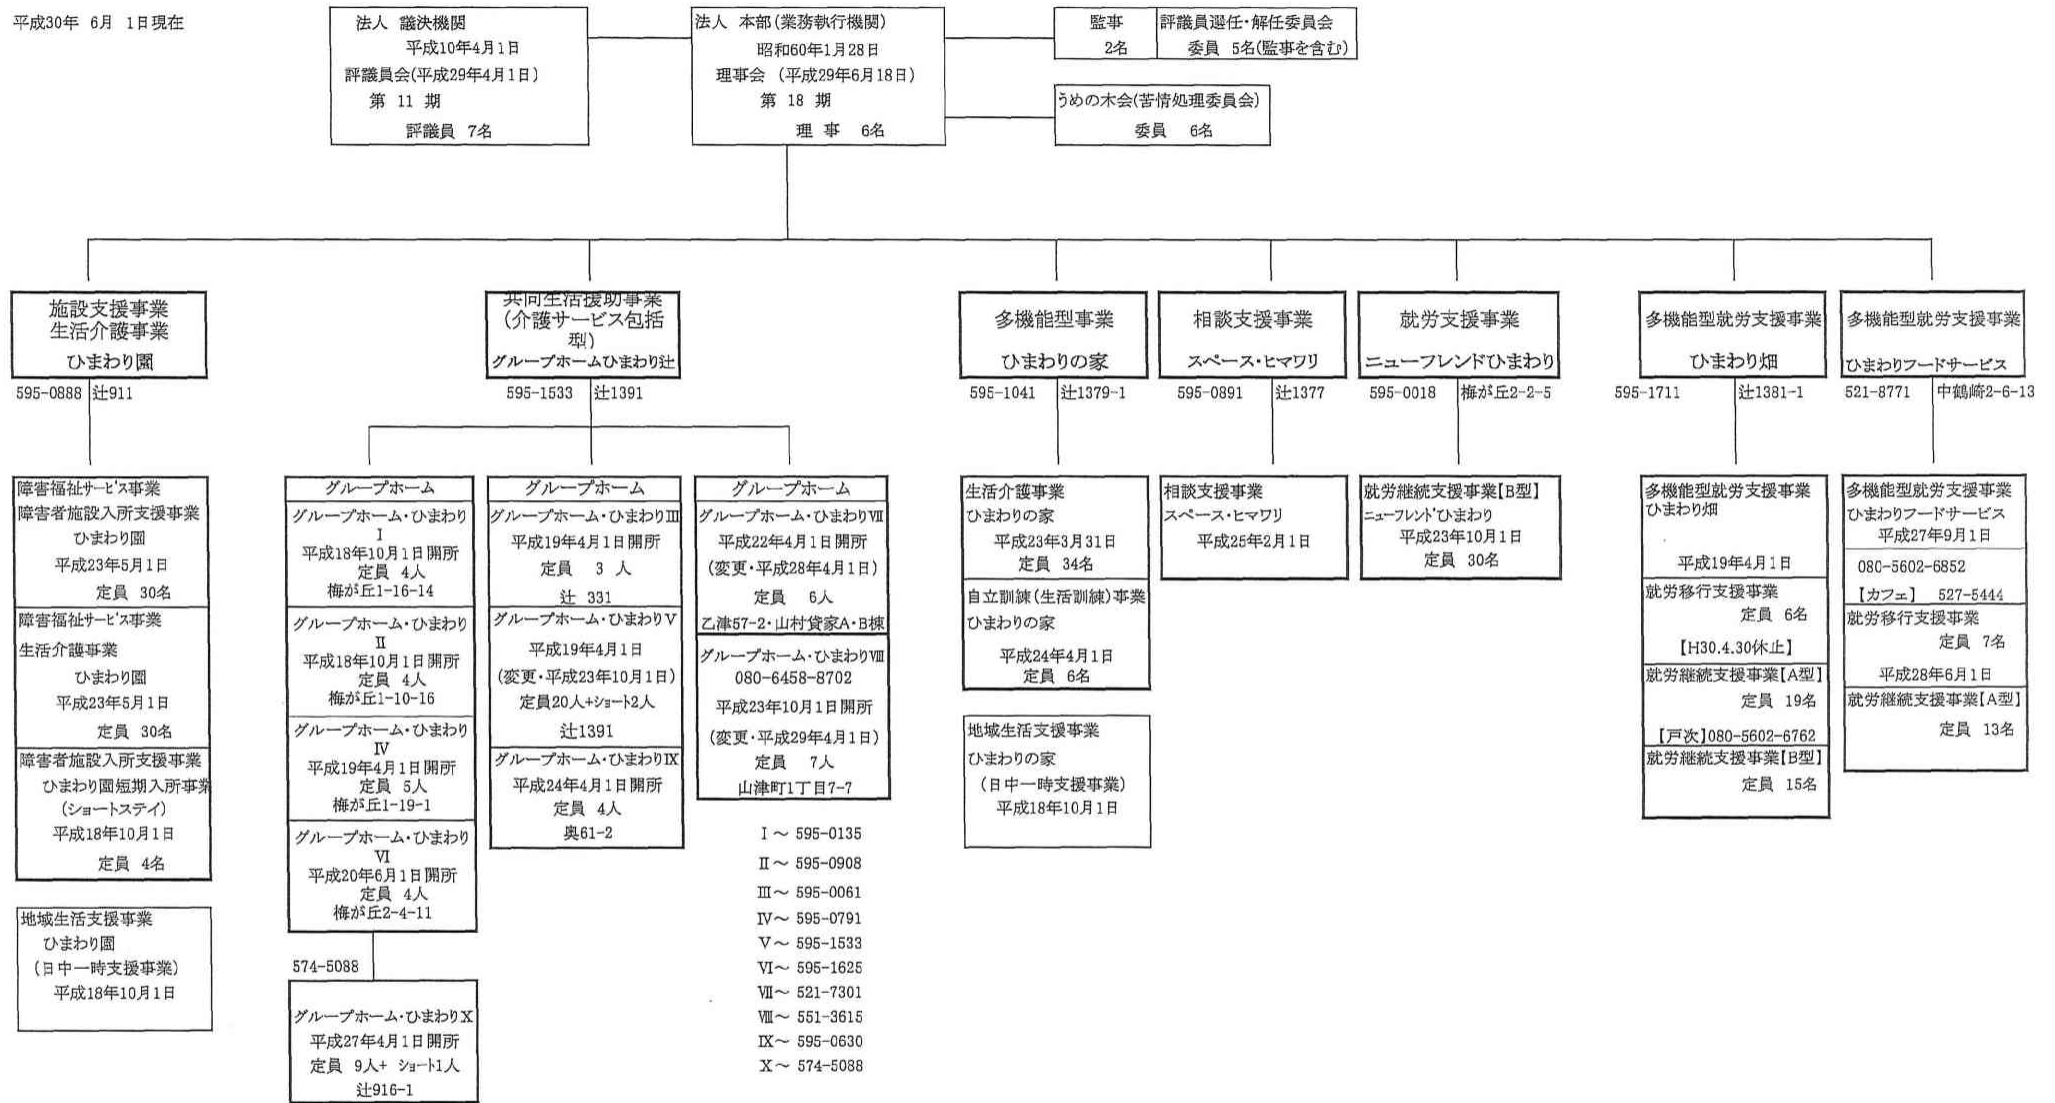 平成30年 6月 1日現在
法人 議決機関
平成10年4月1日
評議員会(平成29年4月1日)
第 11 期
評議員 7名
法人 本部(業務執行機関)
昭和60年1月28日
理事会 (平成29年6月18日)
第 18 期
理 事 6名
監事
2名
評議員選任・解任委員会
委員 5名(監事を含む)
うめの木会(苦情処理委員会)
委員 6名
施設支援事業
生活介護事業
ひまわり園
595-0888 辻911
共同生活援助事業
(介護サービス包括
型)
グループホームひまわり辻
595-1533 辻1391
多機能型事業
ひまわりの家
595-1041 辻1379-1
相談支援事業
スペース・ヒマワリ
595-0891 辻1377
就労支援事業
ニューフレンドひまわり
595-0018 梅が丘2-2-5
多機能型就労支援事業
ひまわり畑
595-1711 辻1381-1
多機能型就労支援事業
ひまわりフードサービス
521-8771 中鶴崎2-6-13
障害福祉サービス事業
障害者施設入所支援事業
ひまわり園
平成23年5月1日
定員 30名
障害福祉サービス事業
生活介護事業
ひまわり園
平成23年5月1日
定員 30名
障害者施設入所支援事業
ひまわり園短期入所事業
(ショートステイ)
平成18年10月1日
定員 4名
地域生活支援事業
ひまわり園
(日中一時支援事業)
平成18年10月1日
グループホーム
グループホーム・ひまわり
Ⅰ
平成18年10月1日開所
定員 4人
梅が丘1-16-14
グループホーム・ひまわり
Ⅱ
平成18年10月1日開所
定員 4人
梅が丘1-10-16
グループホーム・ひまわり
Ⅳ
平成19年4月1日開所
定員 5人
梅が丘1-19-1
グループホーム・ひまわり
Ⅵ
平成20年6月1日開所
定員 4人
梅が丘2-4-11
574-5088
グループホーム・ひまわりⅩ
平成27年4月1日開所
定員 9人+ ショート1人
辻916-1
グループホーム
グループホーム・ひまわりⅢ
平成19年4月1日開所
定員 3 人
辻 331
グループホーム・ひまわりⅤ
平成19年4月1日
(変更・平成23年10月1日)
定員20人+ショート2人
辻1391
グループホーム・ひまわりⅨ
平成24年4月1日開所
定員 4人
奥61-2
グループホーム
グループホーム・ひまわりⅦ
平成22年4月1日開所
(変更・平成28年4月1日)
定員 6人
乙津57-2・山村貸家A・B棟
グループホーム・ひまわりⅧ
080-6458-8702
平成23年10月1日開所
(変更・平成29年4月1日)
定員 7人
山津町1丁目7-7
Ⅰ～ 595-0135
Ⅱ～ 595-0908
Ⅲ～ 595-0061
Ⅳ～ 595-0791
Ⅴ～ 595-1533
Ⅵ～ 595-1625
Ⅶ～ 521-7301
Ⅷ～ 551-3615
Ⅸ～ 595-0630
Ⅹ～ 574-5088
生活介護事業
ひまわりの家
平成23年3月31日
定員 34名
自立訓練(生活訓練)事業
ひまわりの家
平成24年4月1日
定員 6名
地域生活支援事業
ひまわりの家
(日中一時支援事業)
平成18年10月1日
相談支援事業
スペース・ヒマワリ
平成25年2月1日
就労継続支援事業【B型】
ニューフレンドひまわり
平成23年10月1日
定員 30名
多機能型就労支援事業
ひまわり畑
平成19年4月1日
就労移行支援事業
定員 6名
【H30.4.30休止】
就労継続支援事業【A型】
定員 19名
【戸次】080-5602-6762
就労継続支援事業【B型】
定員 15名
多機能型就労支援事業
ひまわりフードサービス
平成27年9月1日
080-5602-6852
【カフェ】 527-5444
就労移行支援事業
定員 7名
平成28年6月1日
就労継続支援事業【A型】
定員 13名